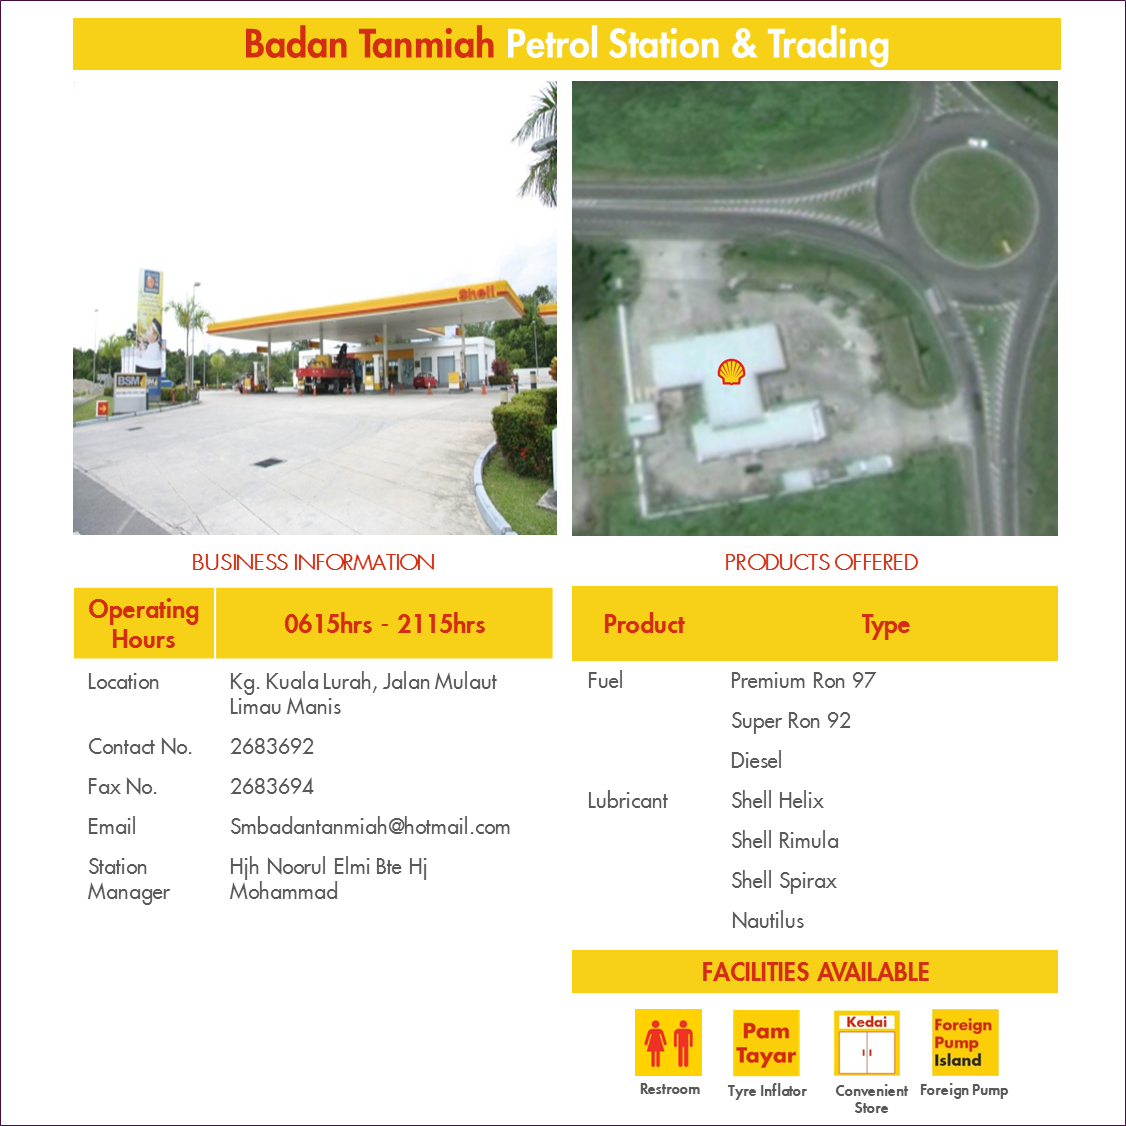 Badan Tanmiah Petrol Station & Trading
Shell
BSM
BUSINESS INFORMATION
Operating
Hours
0615hrs - 2115hrs
Location
Kg. Kuala Lurah, Jalan Mulaut
Limau Manis
Contact No.
2683692
Fax No.
2683694
Email
Smbadantanmiah@hotmail.com
Station
Manager
Hjh Noorul Elmi Bte Hj
Mohammad
PRODUCTS OFFERED
Product
Type
Fuel
Premium Ron 97
Super Ron 92
Diesel
Lubricant
Shell Helix
Shell Rimula
Shell Spirax
Nautilus
FACILITIES AVAILABLE
Restroom
Pam
Tayar
Tyre Inflator
Kedai
Convenient
Store
Foreign
Pump
Island
Foreign Pump